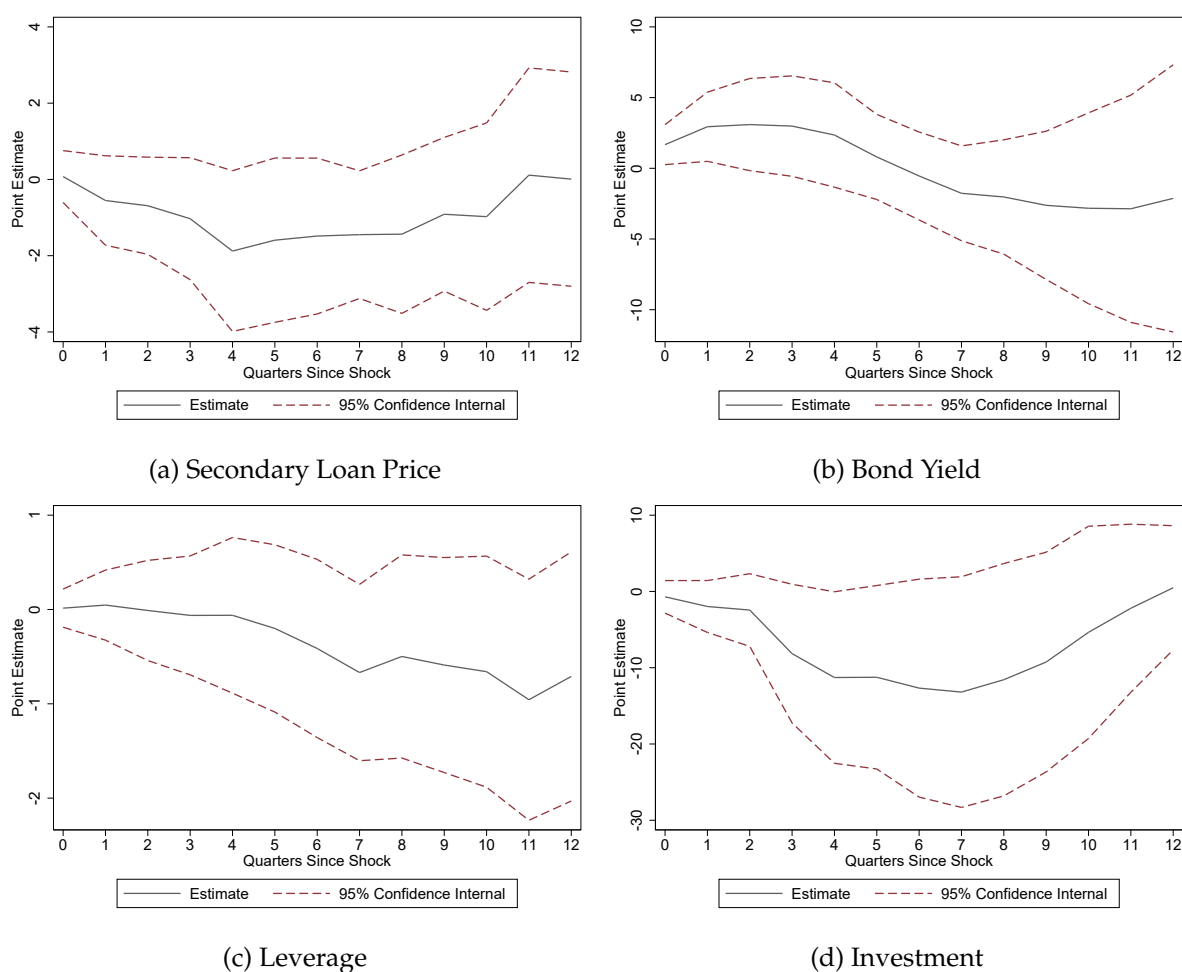 4
2
0
-2
-4
Point Estimate
0 1 2 3 4 5 6 7 8 9 10 11 12
Quarters Since Shock
Estimate 95% Confidence Internal
(a) Secondary Loan Price
10
5
0
-5
-10
Point Estimate
0 1 2 3 4 5 6 7 8 9 10 11 12
Quarters Since Shock
Estimate 95% Confidence Internal
(b) Bond Yield
1
0
-1
-2
Point Estimate
0 1 2 3 4 5 6 7 8 9 10 11 12
Quarters Since Shock
Estimate 95% Confidence Internal
(c) Leverage
10
0
-10
-20
-30
Point Estimate
0 1 2 3 4 5 6 7 8 9 10 11 12
Quarters Since Shock
Estimate 95% Confidence Internal
(d) Investment